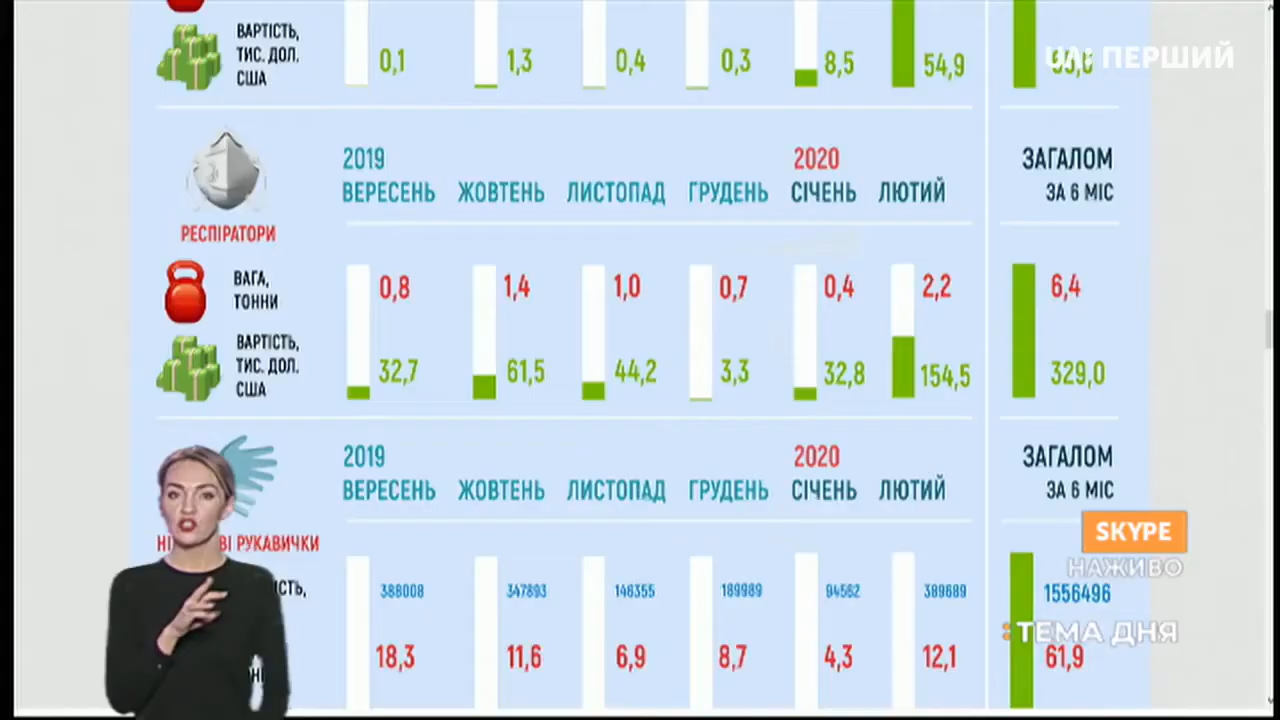 ВАРТІСТЬ,
ТИС. ДОЛ.
США
0,1 1,3 0,4 0,3 8,5 54,9
UA: ПЕРШИЙ
2019 2020 ЗАГАЛОМ
ВЕРЕСЕНЬ ЖОВТЕНЬ ЛИСТОПАД ГРУДЕНЬ СІЧЕНЬ ЛЮТИЙ ЗА 6 МІС
РЕСПІРАТОРИ
ВАГА,
ТОННИ
0,8 1,4 1,0 0,7 0,4 2,2 6,4
ВАРТІСТЬ,
ТИС. ДОЛ.
США
32,7 61,5 44,2 3,3 32,8 154,5 329,0
2019 2020 ЗАГАЛОМ
ВЕРЕСЕНЬ ЖОВТЕНЬ ЛИСТОПАД ГРУДЕНЬ СІЧЕНЬ ЛЮТИЙ ЗА 6 МІС
SKYPE
НАЖИВО
РУКАВИЧКИ
388008 347893 146355 189989 94562 389689 1556496
:ТЕМА ДНЯ
18,3 11,6 6,9 8,7 4,3 12,1 61,9